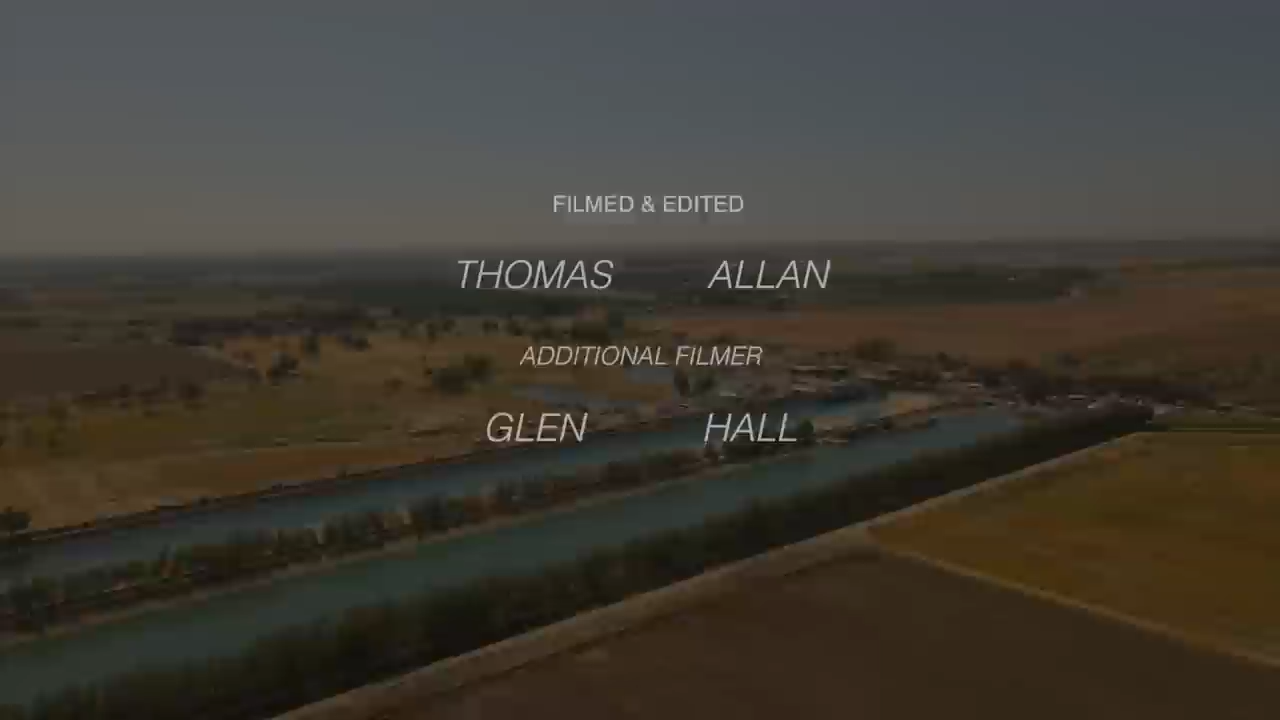 FILMED & EDITED
THOMAS ALLAN
ADDITIONAL FILMER
GLEN HALL